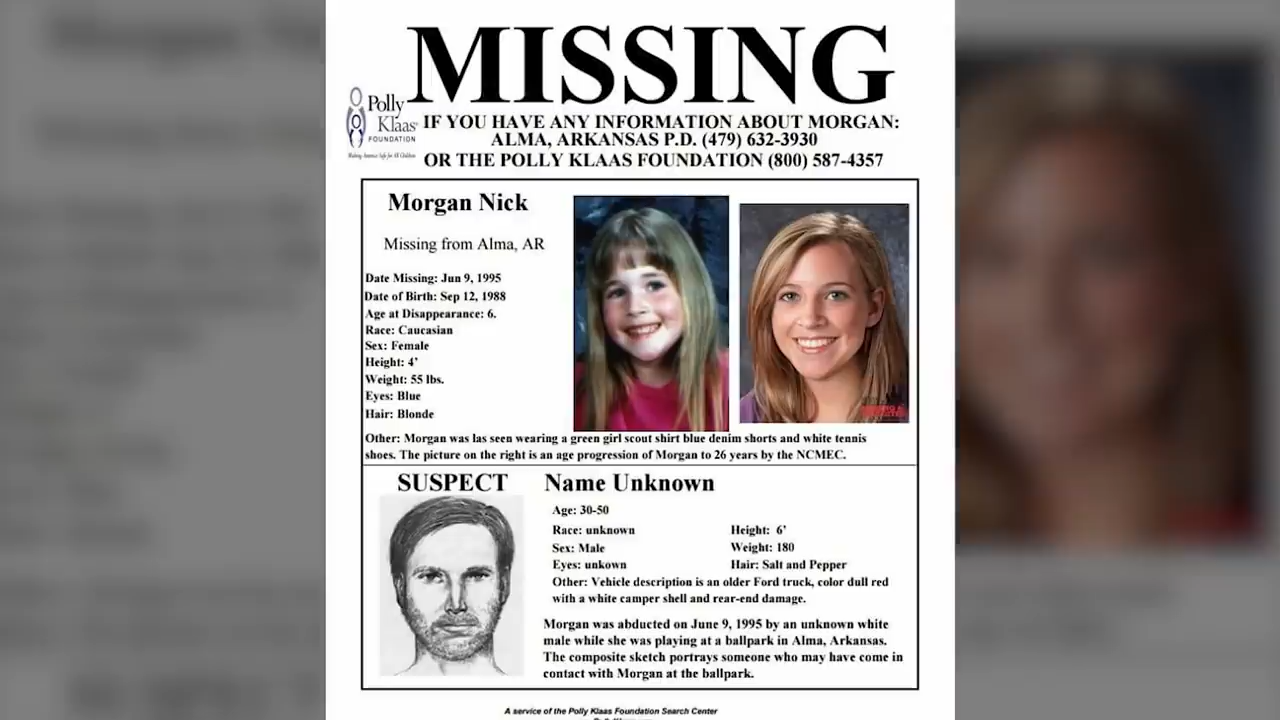 MISSING
Polly
Klaas
FOUNDATION
Making America Safe for All Children
IF YOU HAVE ANY INFORMATION ABOUT MORGAN:
ALMA, ARKANSAS P.D. (479) 632-3930
OR THE POLLY KLAAS FOUNDATION (800) 587-4357
Morgan Nick
Missing from Alma, AR
Date Missing: Jun 9, 1995
Date of Birth: Sep 12, 1988
Age at Disappearance: 6.
Race: Caucasian
Sex: Female
Height: 4'
Weight: 55 lbs.
Eyes: Blue
Hair: Blonde
Other: Morgan was las seen wearing a green girl scout shirt blue denim shorts and white tennis
shoes. The picture on the right is an age progression of Morgan to 26 years by the NCMEC.
SUSPECT
Name Unknown
Age: 30-50
Race: unknown
Height: 6'
Sex: Male
Weight: 180
Eyes: unkown
Hair: Salt and Pepper
Other: Vehicle description is an older Ford truck, color dull red
with a white camper shell and rear-end damage.
Morgan was abducted on June 9, 1995 by an unknown white
male while she was playing at a ballpark in Alma, Arkansas.
The composite sketch portrays someone who may have come in
contact with Morgan at the ballpark.
A service of the Polly Klaas Foundation Search Center